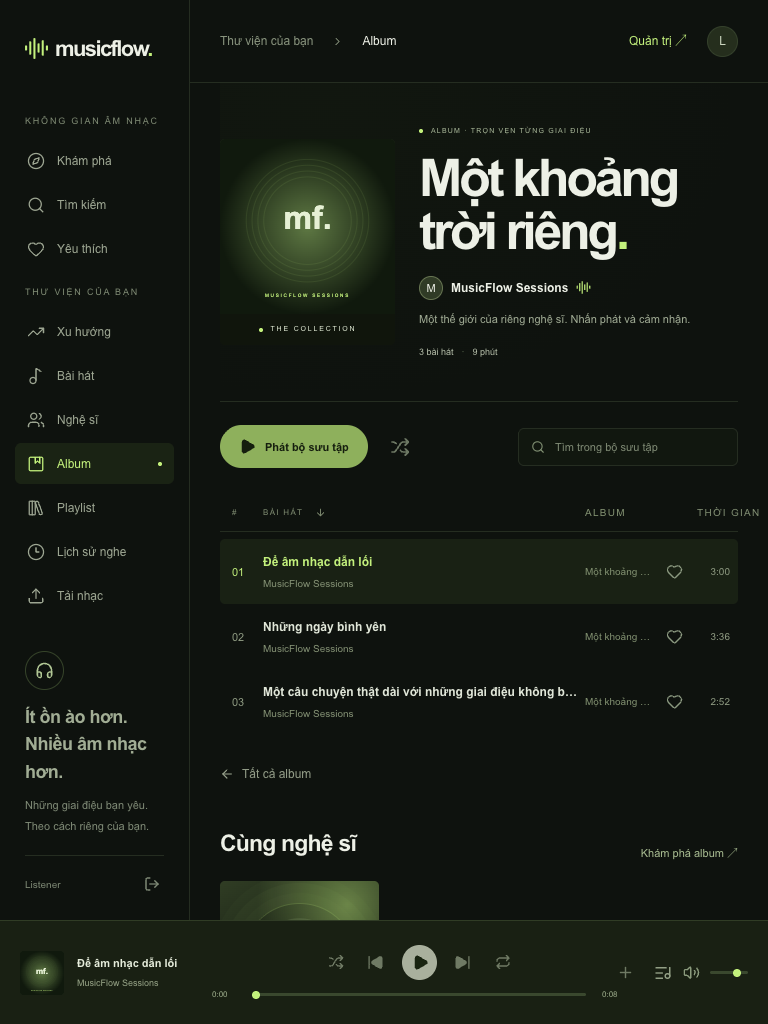 musicflow.
Thư viện của bạn
Album
Quản trị
L
KHÔNG GIAN ÂM NHẠC
Khám phá
Tìm kiếm
Yêu thích
THƯ VIỆN CỦA BẠN
Xu hướng
Bài hát
Nghệ sĩ
Album
Playlist
Lịch sử nghe
Tải nhạc
Ít ồn ào hơn.
Nhiều âm nhạc
hơn.
Những giai điệu bạn yêu.
Theo cách riêng của bạn.
Listener
mf.
MUSICFLOW SESSIONS
THE COLLECTION
ALBUM · TRỌN VẸN TỪNG GIAI ĐIỆU
Một khoảng
trời riêng.
M
MusicFlow Sessions
Một thế giới của riêng nghệ sĩ. Nhấn phát và cảm nhận.
3 bài hát · 9 phút
Phát bộ sưu tập
Tìm trong bộ sưu tập
# BÀI HÁT ALBUM THỜI GIAN
01 Để âm nhạc dẫn lối Một khoảng ... 3:00
MusicFlow Sessions
02 Những ngày bình yên Một khoảng ... 3:36
MusicFlow Sessions
03 Một câu chuyện thật dài với những giai điệu không b... Một khoảng ... 2:52
MusicFlow Sessions
Tất cả album
Cùng nghệ sĩ
Khám phá album
mf.
Để âm nhạc dẫn lối
MusicFlow Sessions
0:00
0:08